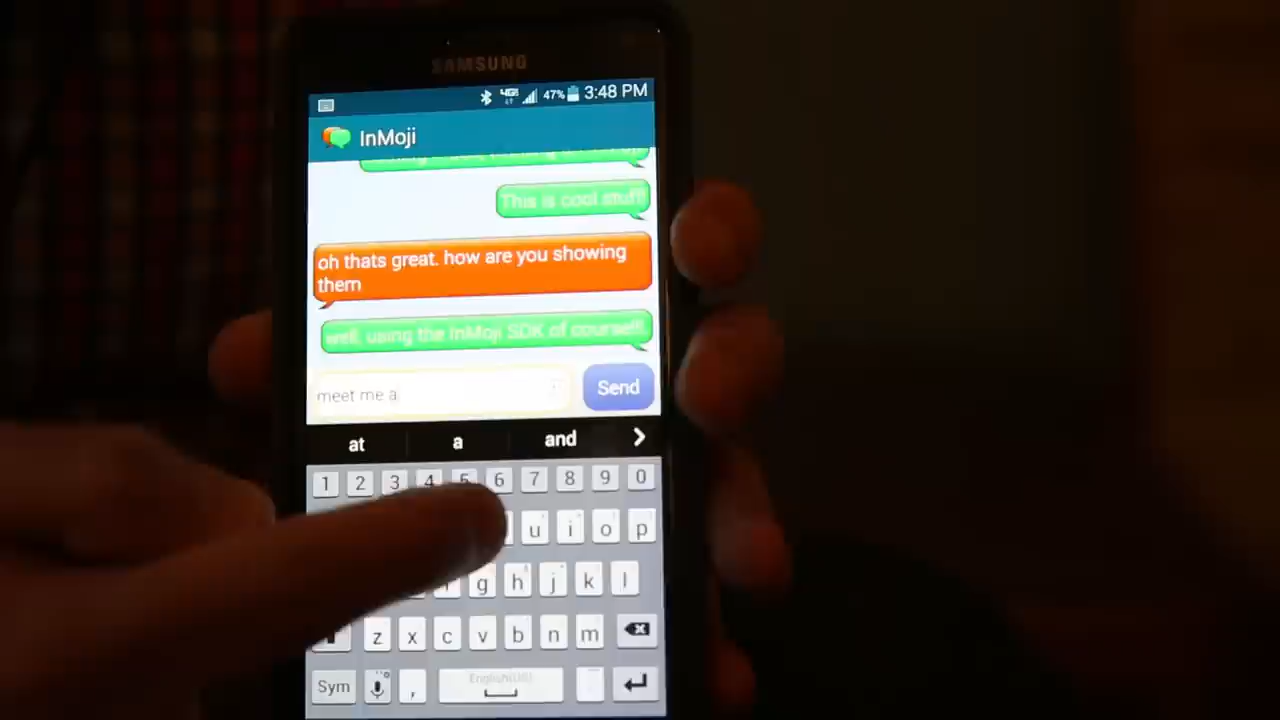 SAMSUNG
47% 3:48 PM
InMoji
This is cool stuff!
oh thats great. how are you showing
them
well, using the InMoji SDK of course!!!
meet me a
Send
at a and
1 2 3 4 5 6 7 8 9 0
u i o p
g h j k l
z x c v b n m
Sym , English(US)